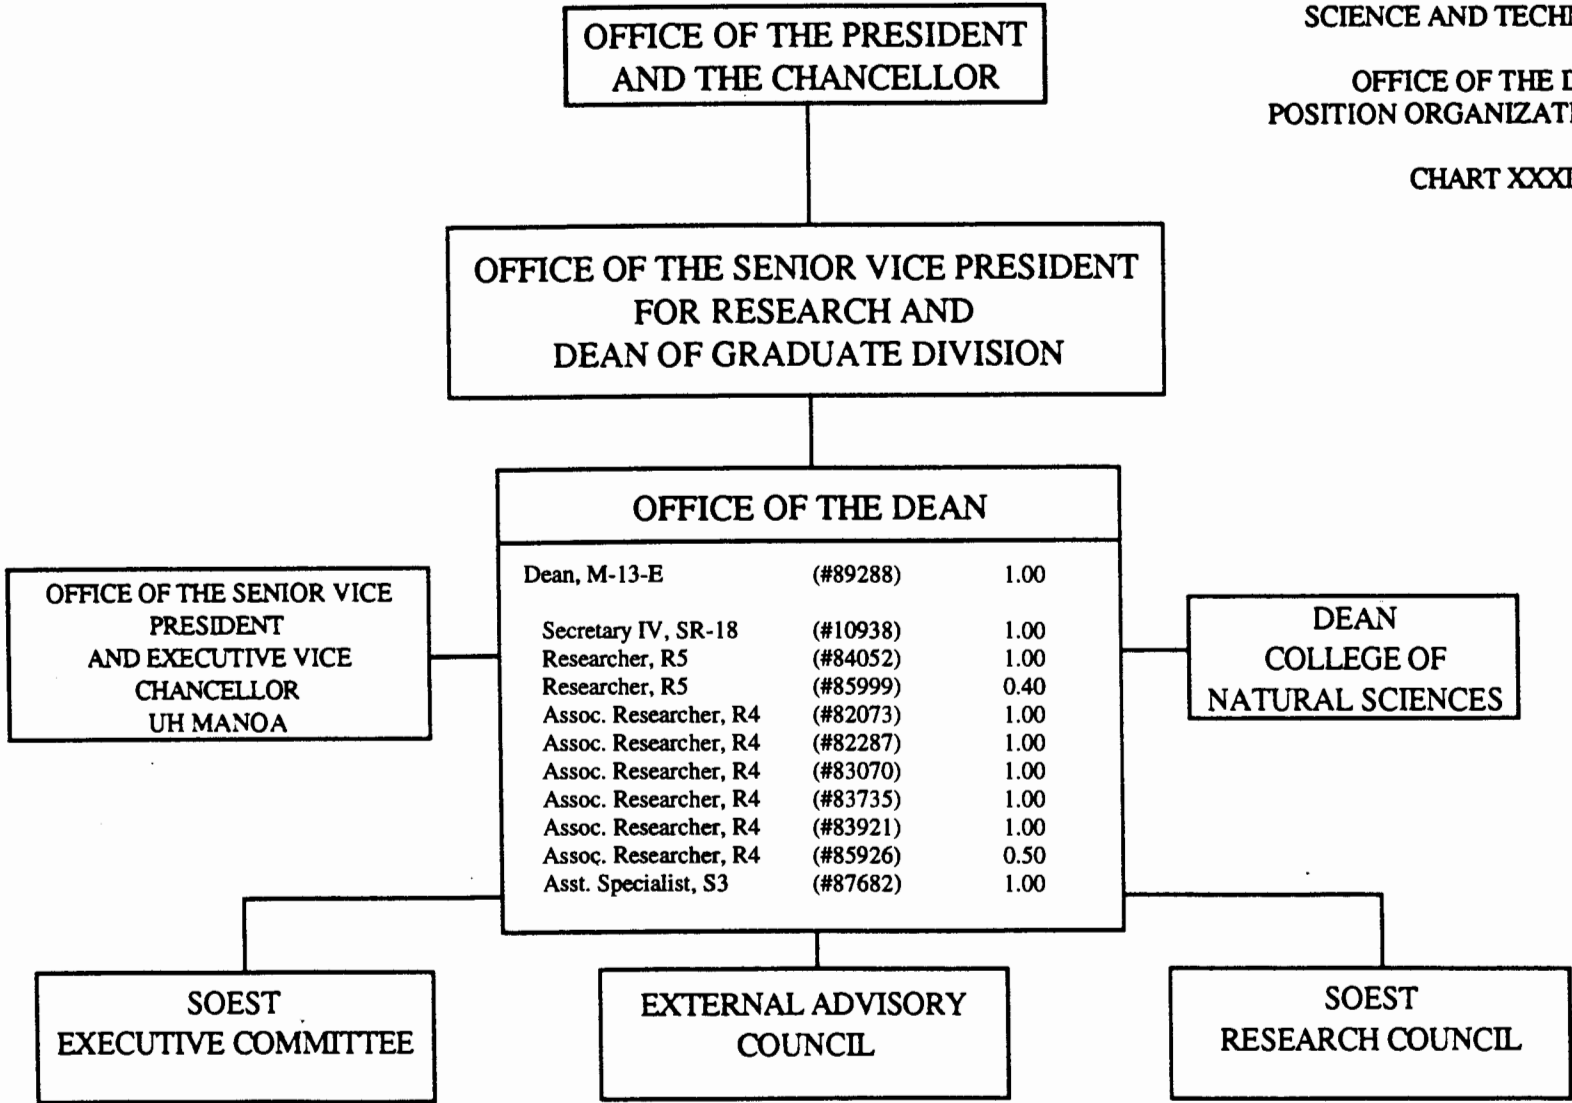 SCIENCE AND
OFFICE OF THE
POSITION
CHART
OFFICE OF THE PRESIDENT
AND THE CHANCELLOR
OFFICE OF THE SENIOR VICE PRESIDENT
FOR RESEARCH AND
DEAN OF GRADUATE DIVISION
OFFICE OF THE DEAN
Dean, M-13-E (#89288) 1.00
Secretary IV, SR-18 (#10938) 1.00
Researcher, R5 (#84052) 1.00
Researcher, R5 (#85999) 0.40
Assoc. Researcher, R4 (#82073) 1.00
Assoc. Researcher, R4 (#82287) 1.00
Assoc. Researcher, R4 (#83070) 1.00
Assoc. Researcher, R4 (#83735) 1.00
Assoc. Researcher, R4 (#83921) 1.00
Assoc. Researcher, R4 (#85926) 0.50
Asst. Specialist, S3 (#87682) 1.00
OFFICE OF THE SENIOR VICE
PRESIDENT
AND EXECUTIVE VICE
CHANCELLOR
UH MANOA
DEAN
COLLEGE OF
NATURAL SCIENCES
SOEST
EXECUTIVE COMMITTEE
EXTERNAL ADVISORY
COUNCIL
SOEST
RESEARCH COUNCIL